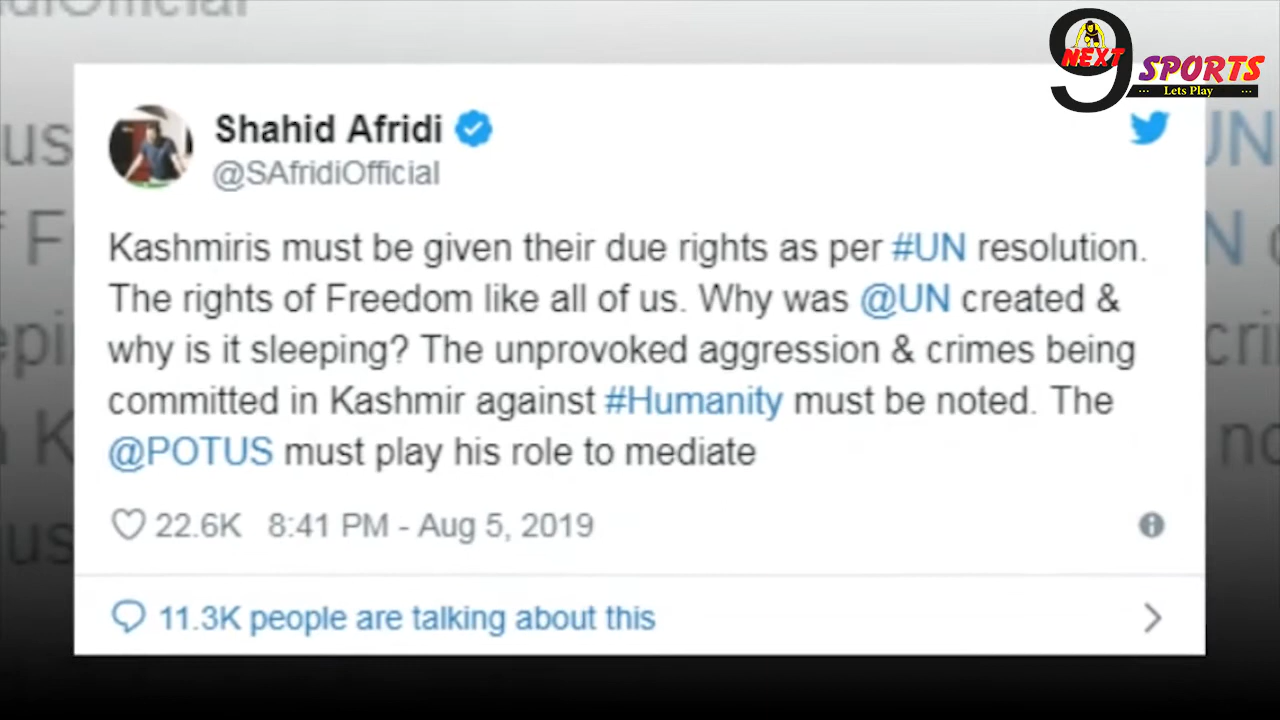 idiOfficial
9
NEXT
SPORTS
Lets Play
Shahid Afridi
@SAfridiOfficial
Kashmiris must be given their due rights as per #UN resolution.
The rights of Freedom like all of us. Why was @UN created &
why is it sleeping? The unprovoked aggression & crimes being
committed in Kashmir against #Humanity must be noted. The
@POTUS must play his role to mediate
22.6K 8:41 PM - Aug 5, 2019
11.3K people are talking about this